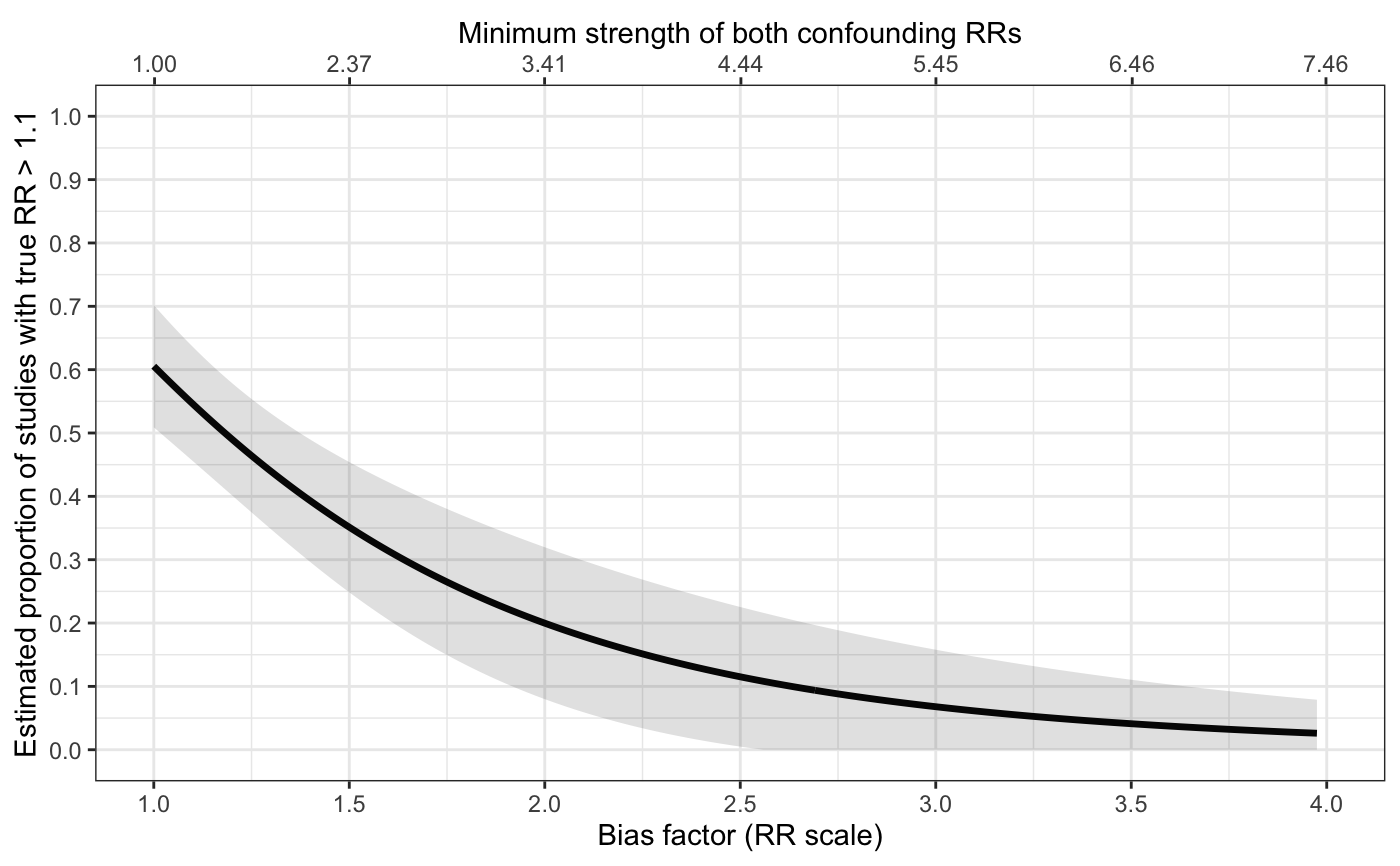 Minimum strength of both confounding RRs
1.00 2.37 3.41 4.44 5.45 6.46 7.46
Estimated proportion of studies with true RR > 1.1
1.0
0.9
0.8
0.7
0.6
0.5
0.4
0.3
0.2
0.1
0.0
1.0 1.5 2.0 2.5 3.0 3.5 4.0
Bias factor (RR scale)